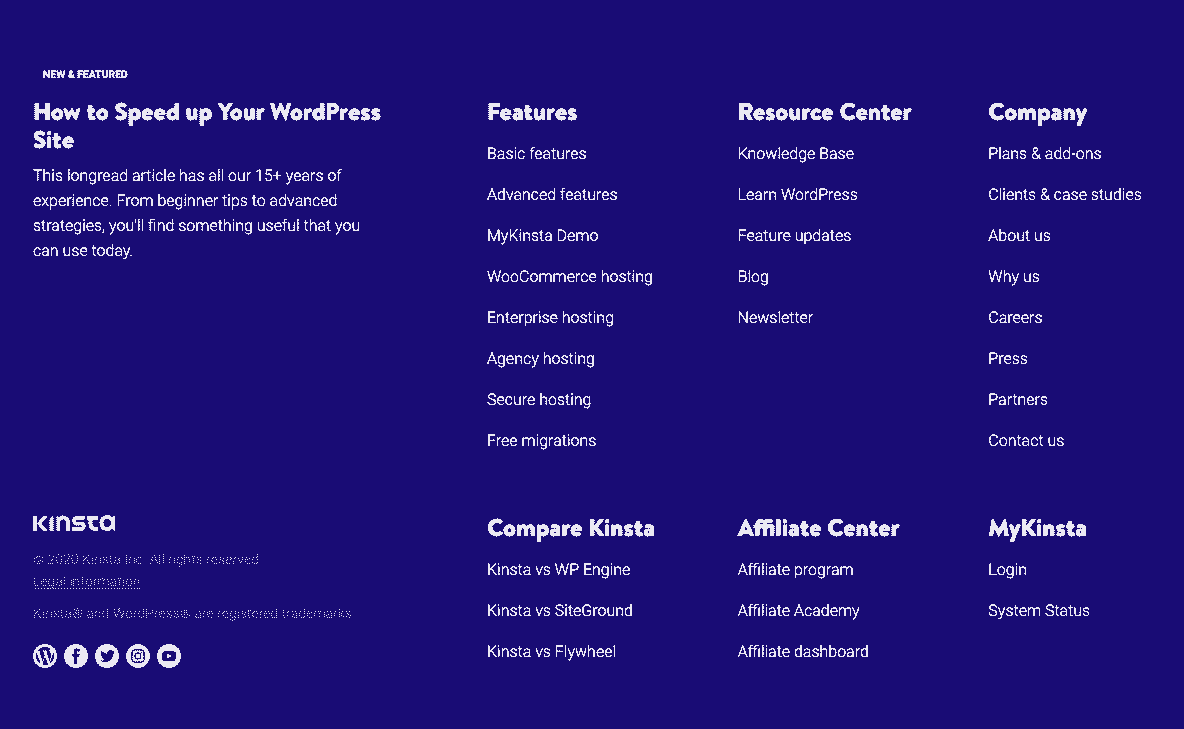 NEW & FEATURED
How to Speed up Your WordPress
Site
This longread article has all our 15+ years of
experience. From beginner tips to advanced
strategies, you'll find something useful that you
can use today.
Features
Basic features
Advanced features
MyKinsta Demo
WooCommerce hosting
Enterprise hosting
Agency hosting
Secure hosting
Free migrations
Resource Center
Knowledge Base
Learn WordPress
Feature updates
Blog
Newsletter
Company
Plans & add-ons
Clients & case studies
About us
Why us
Careers
Press
Partners
Contact us
KINSTA
© 2020 Kinsta Inc. All rights reserved.
Legal information
Kinsta® and WordPress® are registered trademarks.
Compare Kinsta
Kinsta vs WP Engine
Kinsta vs SiteGround
Kinsta vs Flywheel
Affiliate Center
Affiliate program
Affiliate Academy
Affiliate dashboard
MyKinsta
Login
System Status